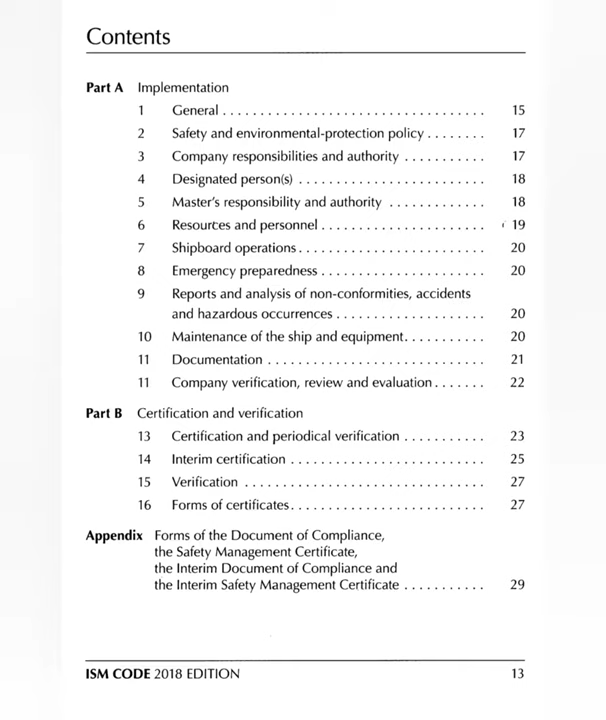 Contents
Part A Implementation
1 General . . . . . . . . . . . . . . . . . . . . . . . . . . . . . . . . . . . 15
2 Safety and environmental-protection policy . . . . . . . . 17
3 Company responsibilities and authority . . . . . . . . . . . 17
4 Designated person(s) . . . . . . . . . . . . . . . . . . . . . . . . . 18
5 Master's responsibility and authority . . . . . . . . . . . . . 18
6 Resources and personnel . . . . . . . . . . . . . . . . . . . . . . 19
7 Shipboard operations . . . . . . . . . . . . . . . . . . . . . . . . . 20
8 Emergency preparedness . . . . . . . . . . . . . . . . . . . . . . 20
9 Reports and analysis of non-conformities, accidents
and hazardous occurrences . . . . . . . . . . . . . . . . . . . . 20
10 Maintenance of the ship and equipment. . . . . . . . . . . 20
11 Documentation . . . . . . . . . . . . . . . . . . . . . . . . . . . . . 21
11 Company verification, review and evaluation . . . . . . . 22
Part B Certification and verification
13 Certification and periodical verification . . . . . . . . . . . 23
14 Interim certification . . . . . . . . . . . . . . . . . . . . . . . . . . 25
15 Verification . . . . . . . . . . . . . . . . . . . . . . . . . . . . . . . . 27
16 Forms of certificates. . . . . . . . . . . . . . . . . . . . . . . . . . 27
Appendix Forms of the Document of Compliance,
the Safety Management Certificate,
the Interim Document of Compliance and
the Interim Safety Management Certificate . . . . . . . . . . . 29
ISM CODE 2018 EDITION 13